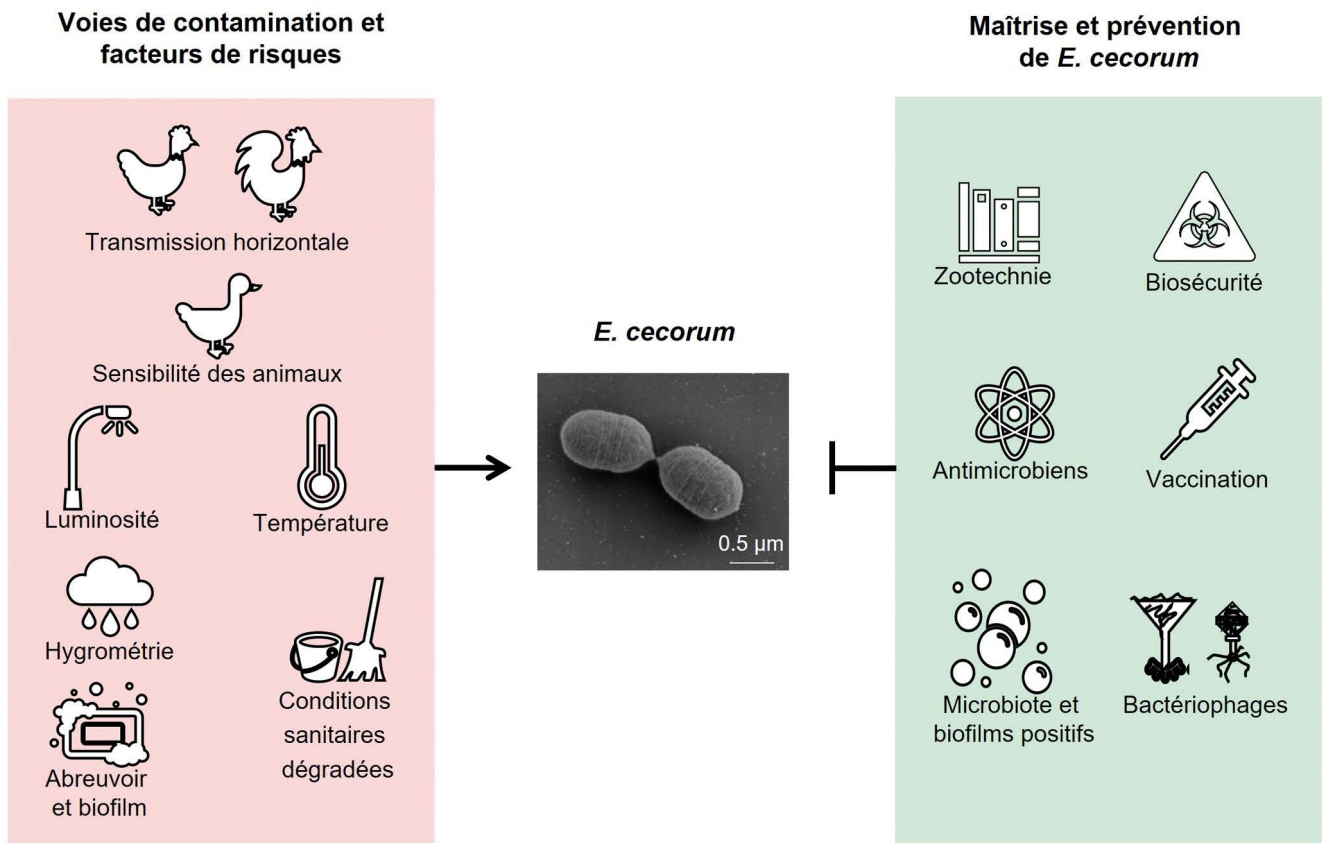 Voies de contamination et
facteurs de risques
Transmission horizontale
Sensibilité des animaux
Luminosité
Température
Hygrométrie
Conditions
sanitaires
dégradées
Abreuvoir
et biofilm
E. cecorum
0.5 µm
Maîtrise et prévention
de E. cecorum
Zootechnie
Biosécurité
Antimicrobiens
Vaccination
Microbiote et
biofilms positifs
Bactériophages